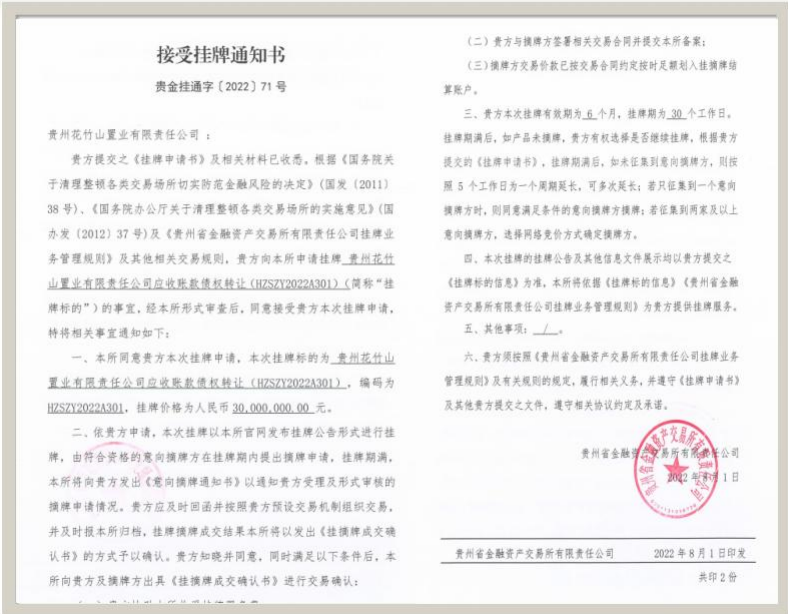 接受挂牌通知书
贵金挂通字〔2022〕71号
贵州花竹山置业有限责任公司：
贵方提交之《挂牌申请书》及相关材料已收悉，根据《国务院关
于清理整顿各类交易场所切实防范金融风险的决定》(国发〔2011〕
38号)、《国务院办公厅关于清理整顿各类交易场所的实施意见》(国
办发〔2012〕37号)及《贵州省金融资产交易所有限责任公司挂牌业
务管理规则》及其他相关交易规则，贵方向本所申请挂牌 贵州花竹
山置业有限责任公司应收账款债权转让(HZSZY2022A301)(简称“挂
牌标的”)的事宜，经本所形式审查后，同意接受贵方本次挂牌申请，
特将相关事宜通知如下：
一、本所同意贵方本次挂牌申请，本次挂牌标的为 贵州花竹山
置业有限责任公司应收账款债权转让(HZSZY2022A301)，编码为
HZSZY2022A301，挂牌价格为人民币 30,000,000.00 元。
二、依贵方申请，本次挂牌以本所官网发布挂牌公告形式进行挂
牌，由符合资格的意向摘牌方在挂牌期内提出摘牌申请，挂牌期满，
本所将向贵方发出《意向摘牌通知书》以通知贵方受理及形式审核的
摘牌申请情况。贵方应及时回函并按照贵方预设交易机制组织交易，
并及时报本所归档，挂牌摘牌成交结果本所将以发出《挂摘牌成交确
认书》的方式予以确认。贵方知晓并同意，同时满足以下条件后，本
所向贵方及摘牌方出具《挂摘牌成交确认书》进行交易确认：
（二）贵方与摘牌方签署相关交易合同并提交本所备案；
（三）摘牌方交易价款已按交易合同约定按时足额划入挂摘牌结
算账户。
三、贵方本次挂牌有效期为 6 个月，挂牌期为 30 个工作日。
挂牌期满后，如产品未摘牌，贵方有权选择是否继续挂牌，根据贵方
提交的《挂牌申请书》，挂牌期满后，如未征集到意向摘牌方，则按
照 5 个工作日为一个周期延长，可多次延长；若只征集到一个意向
摘牌方时，则同意满足条件的意向摘牌方摘牌；若征集到两家及以上
意向摘牌方，选择网络竞价方式确定摘牌方。
四、本次挂牌的挂牌公告及其他信息文件展示均以贵方提交之
《挂牌标的信息》为准，本所将依据《挂牌标的信息》《贵州省金融
资产交易所有限责任公司挂牌业务管理规则》为贵方提供挂牌服务。
五、其他事项： / 。
六、贵方须按照《贵州省金融资产交易所有限责任公司挂牌业务
管理规则》及有关规则的规定，履行相关义务，并遵守《挂牌申请书》
及其他贵方提交之文件，遵守相关协议约定及承诺。
贵州省金融资产交易所有限责任公司
2022年8月1日
贵州省金融资产交易所有限责任公司
贵州省金融资产交易所有限责任公司 2022年8月1日印发
共印2份